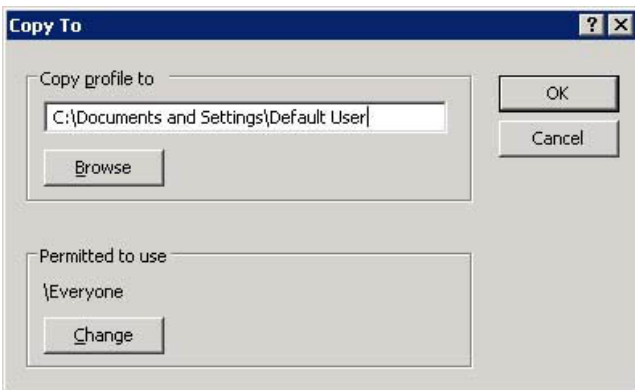 Copy To
Copy profile to
C:\Documents and Settings\Default User
Browse
OK
Cancel
Permitted to use
\Everyone
Change